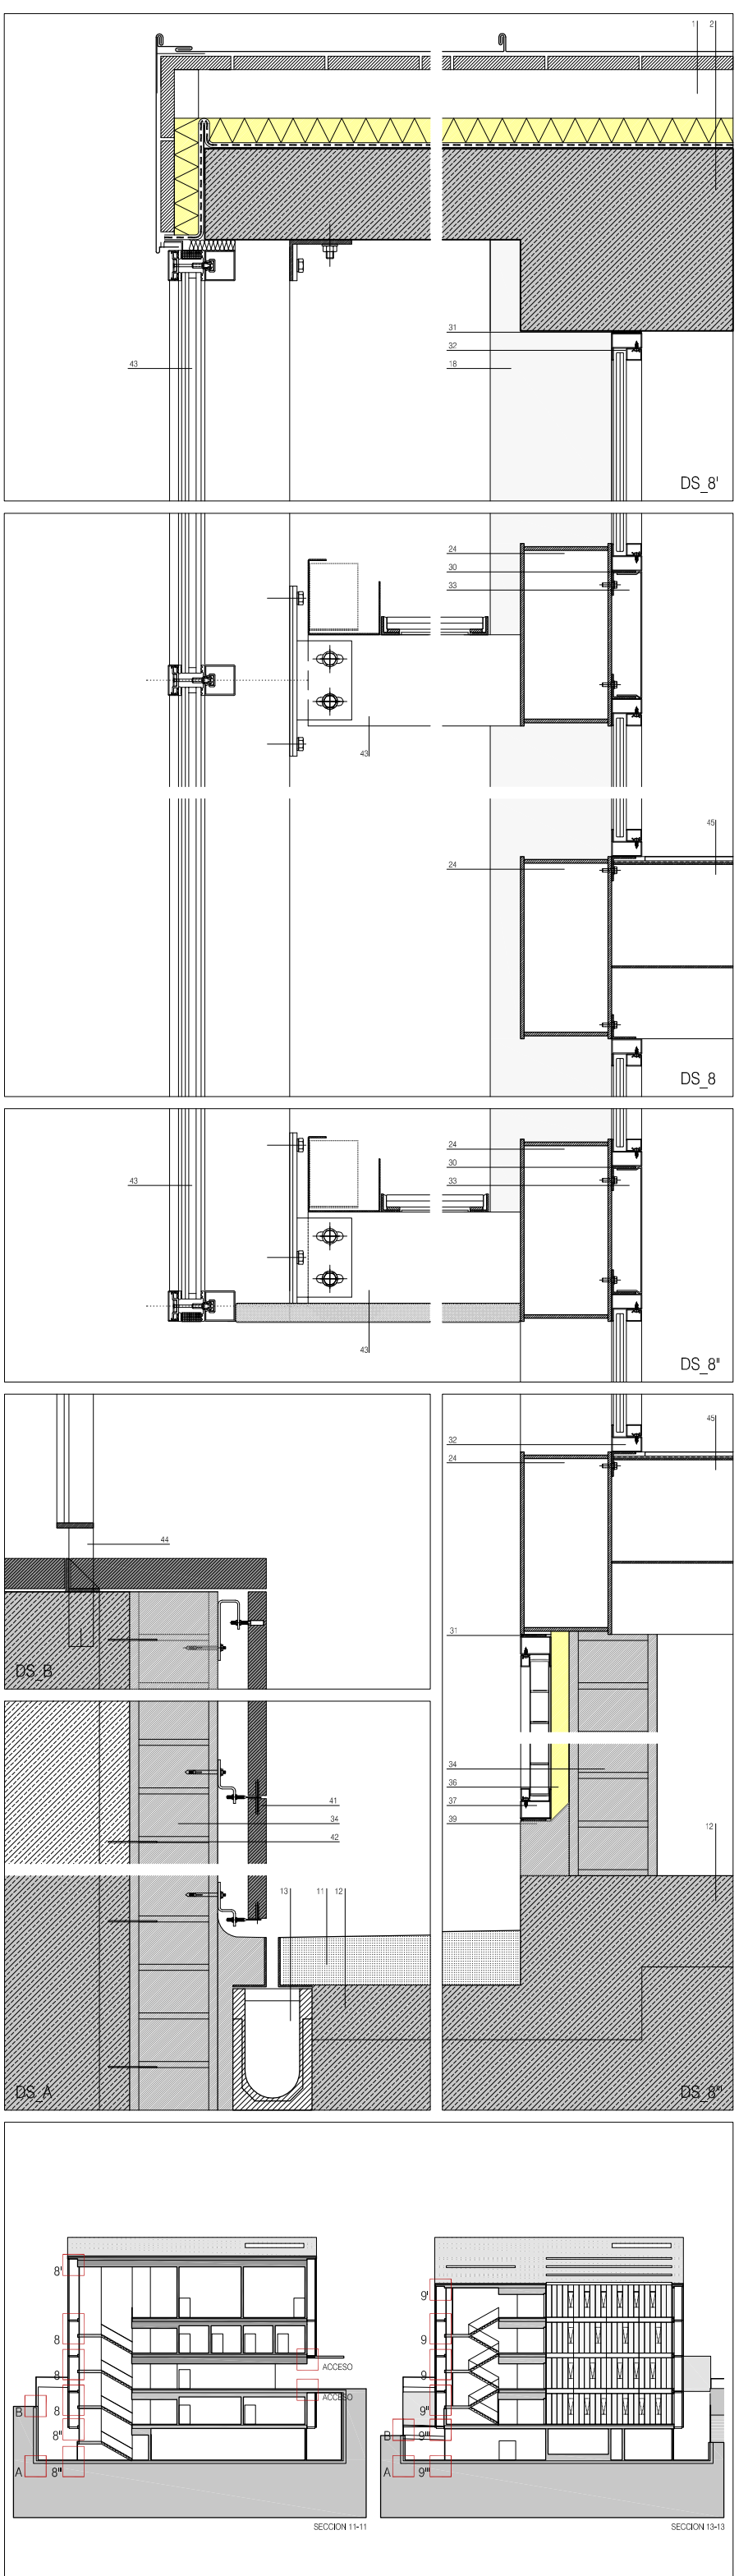 1 2
31
32
43 18
DS_8'
24
30
33
43
45
24
DS_8
24
30
43 33
43
DS_8"
44
DS_B
45
32
24
31
41
34
42
13 11 12
DS_A
34
36
37
39
12
DS_8'''
8'
8
8
8
8"
8"
B
A
ACCESO
ACCESO
SECCION 11-11
9'
9
9
9"
9"
9"
B
A
SECCION 13-13